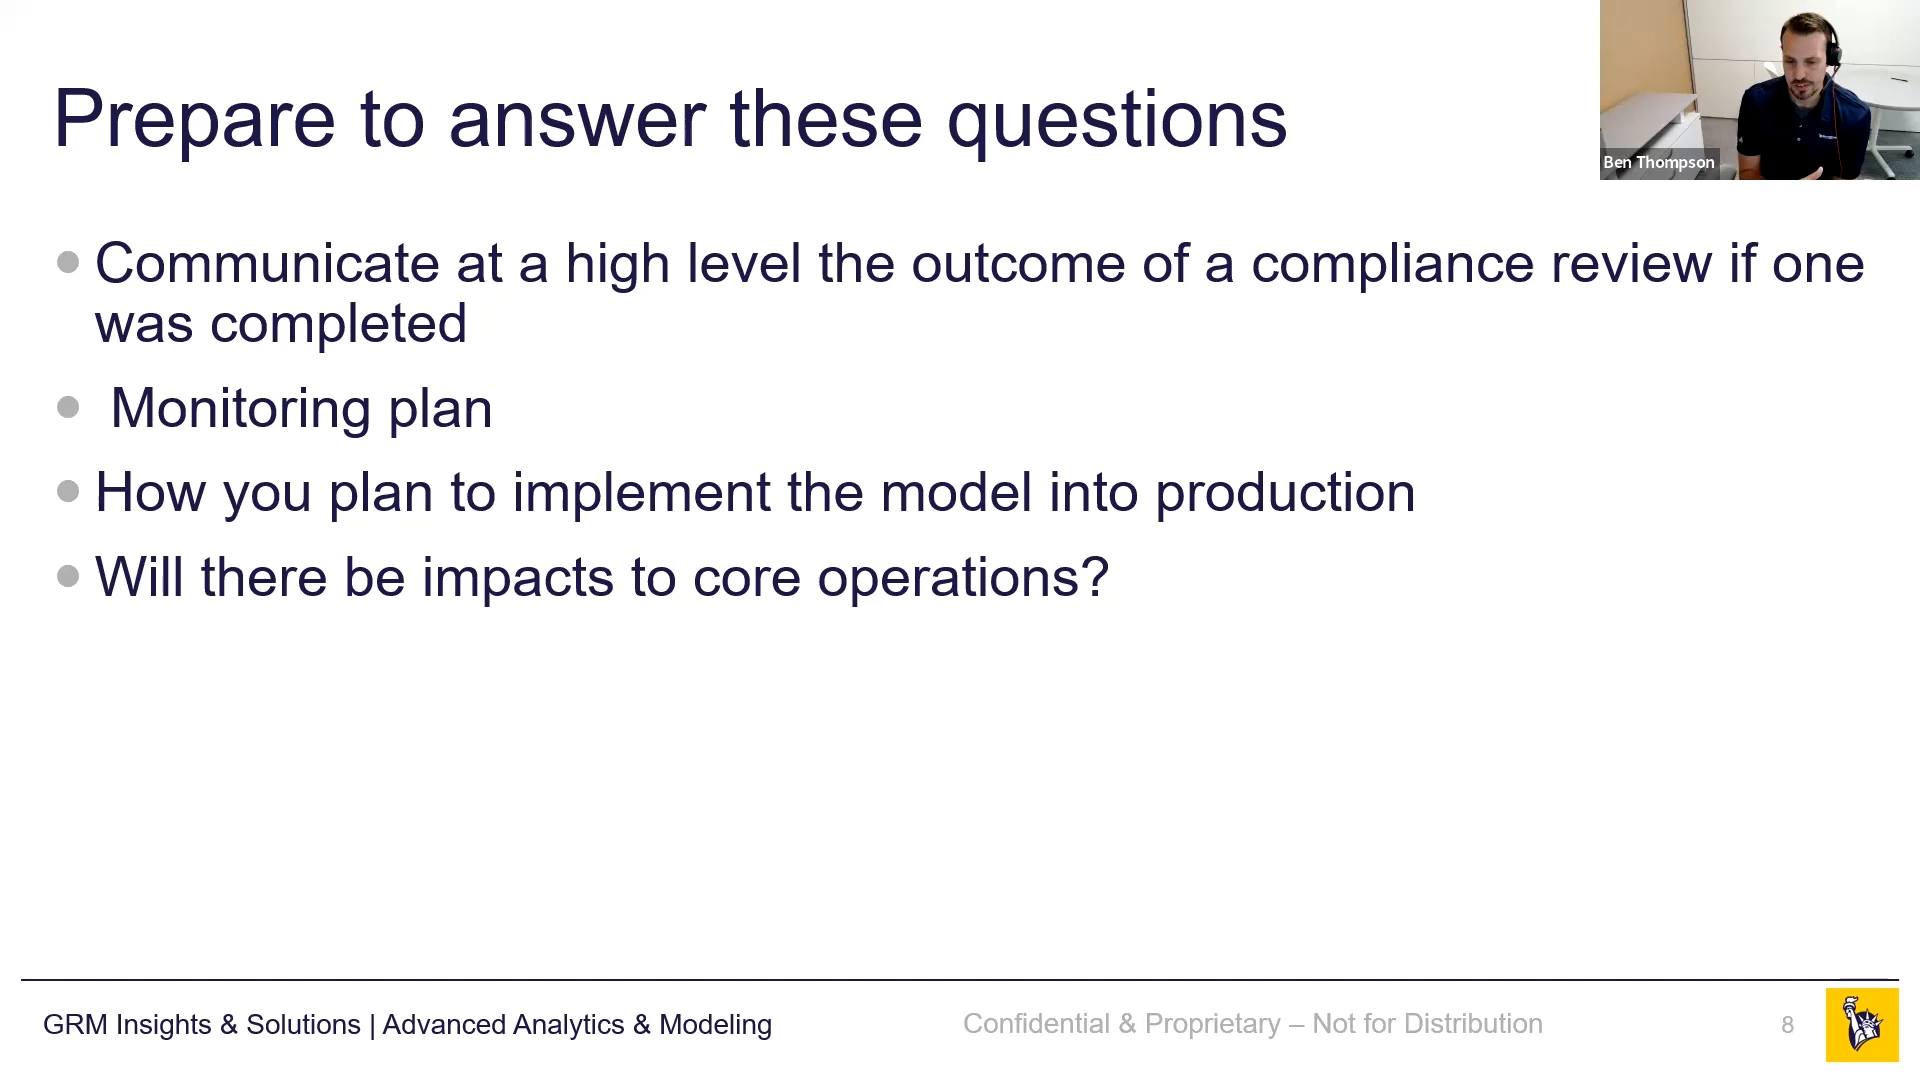 Prepare to answer these questions
Ben Thompson
Communicate at a high level the outcome of a compliance review if one
was completed
Monitoring plan
How you plan to implement the model into production
Will there be impacts to core operations?
GRM Insights & Solutions | Advanced Analytics & Modeling
Confidential & Proprietary – Not for Distribution
8